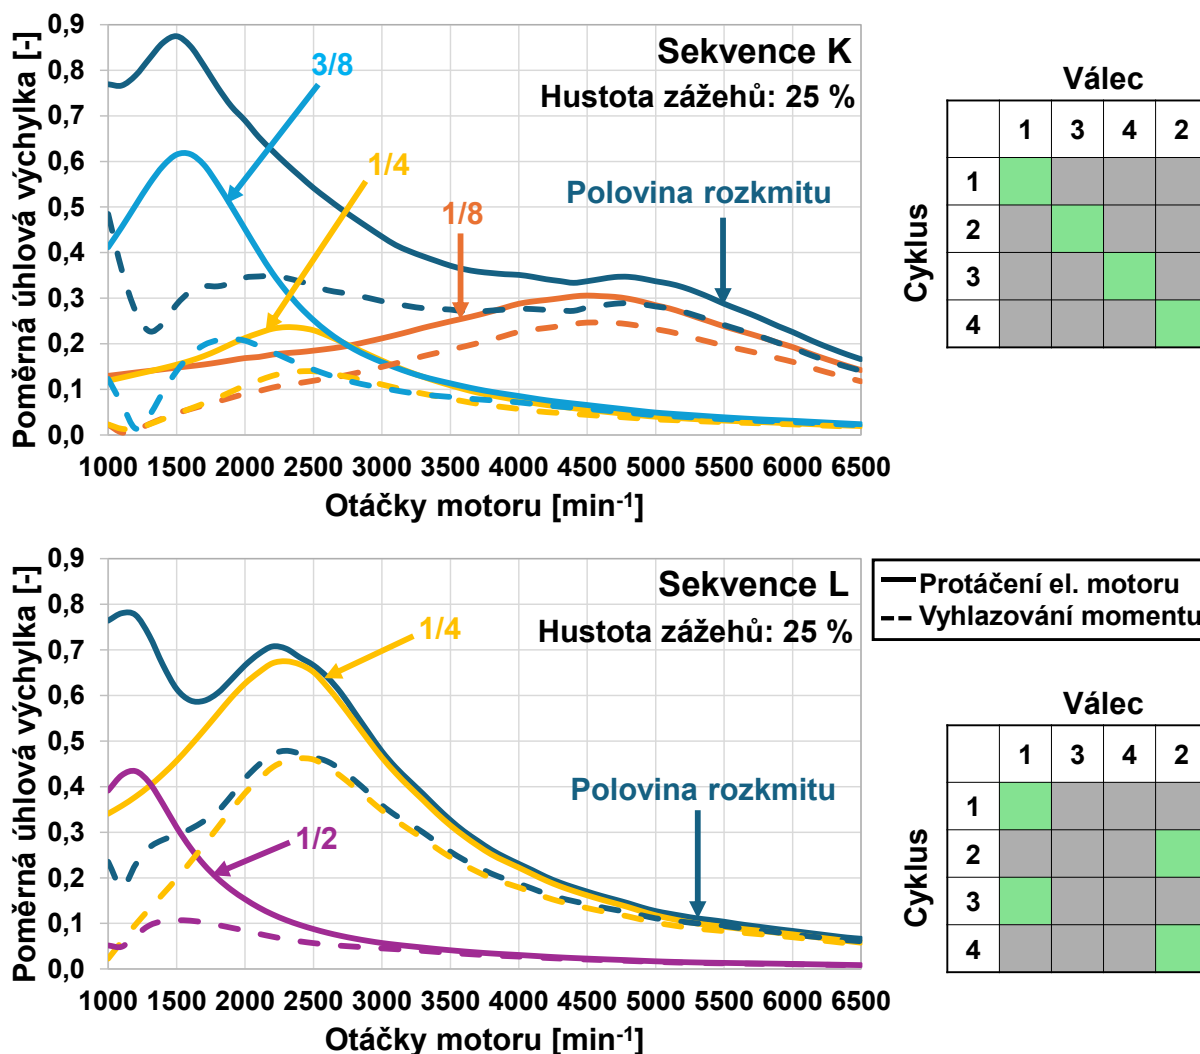 Poměrná úhlová výchylka [-]
0,9
0,8
0,7
0,6
0,5
0,4
0,3
0,2
0,1
0,0
Sekvence K
Hustota zážehů: 25 %
3/8
1/4
1/8
Polovina rozkmitu
1000 1500 2000 2500 3000 3500 4000 4500 5000 5500 6000 6500
Otáčky motoru [min-1]
Válec
1 3 4 2
Cyklus
1
2
3
4
Poměrná úhlová výchylka [-]
0,9
0,8
0,7
0,6
0,5
0,4
0,3
0,2
0,1
0,0
Sekvence L
Hustota zážehů: 25 %
1/4
1/2
Polovina rozkmitu
1000 1500 2000 2500 3000 3500 4000 4500 5000 5500 6000 6500
Otáčky motoru [min-1]
Protáčení el. motoru
Vyhlazování momentu
Válec
1 3 4 2
Cyklus
1
2
3
4